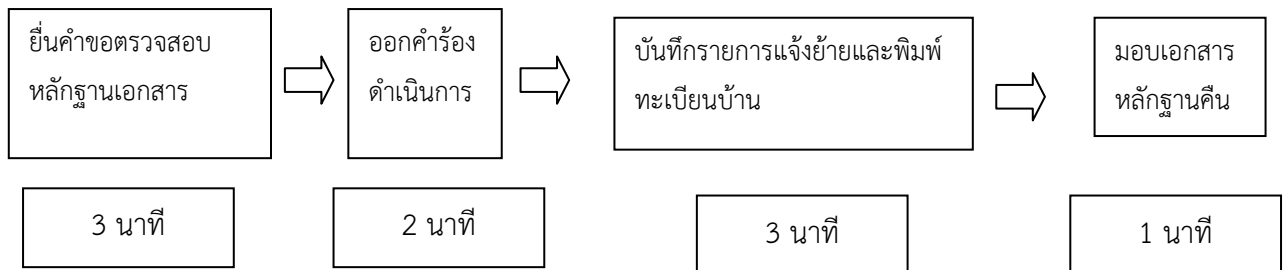 ยื่นคำขอตรวจสอบ
หลักฐานเอกสาร
ออกคำร้อง
ดำเนินการ
บันทึกรายการแจ้งย้ายและพิมพ์
ทะเบียนบ้าน
มอบเอกสาร
หลักฐานคืน
3 นาที
2 นาที
3 นาที
1 นาที